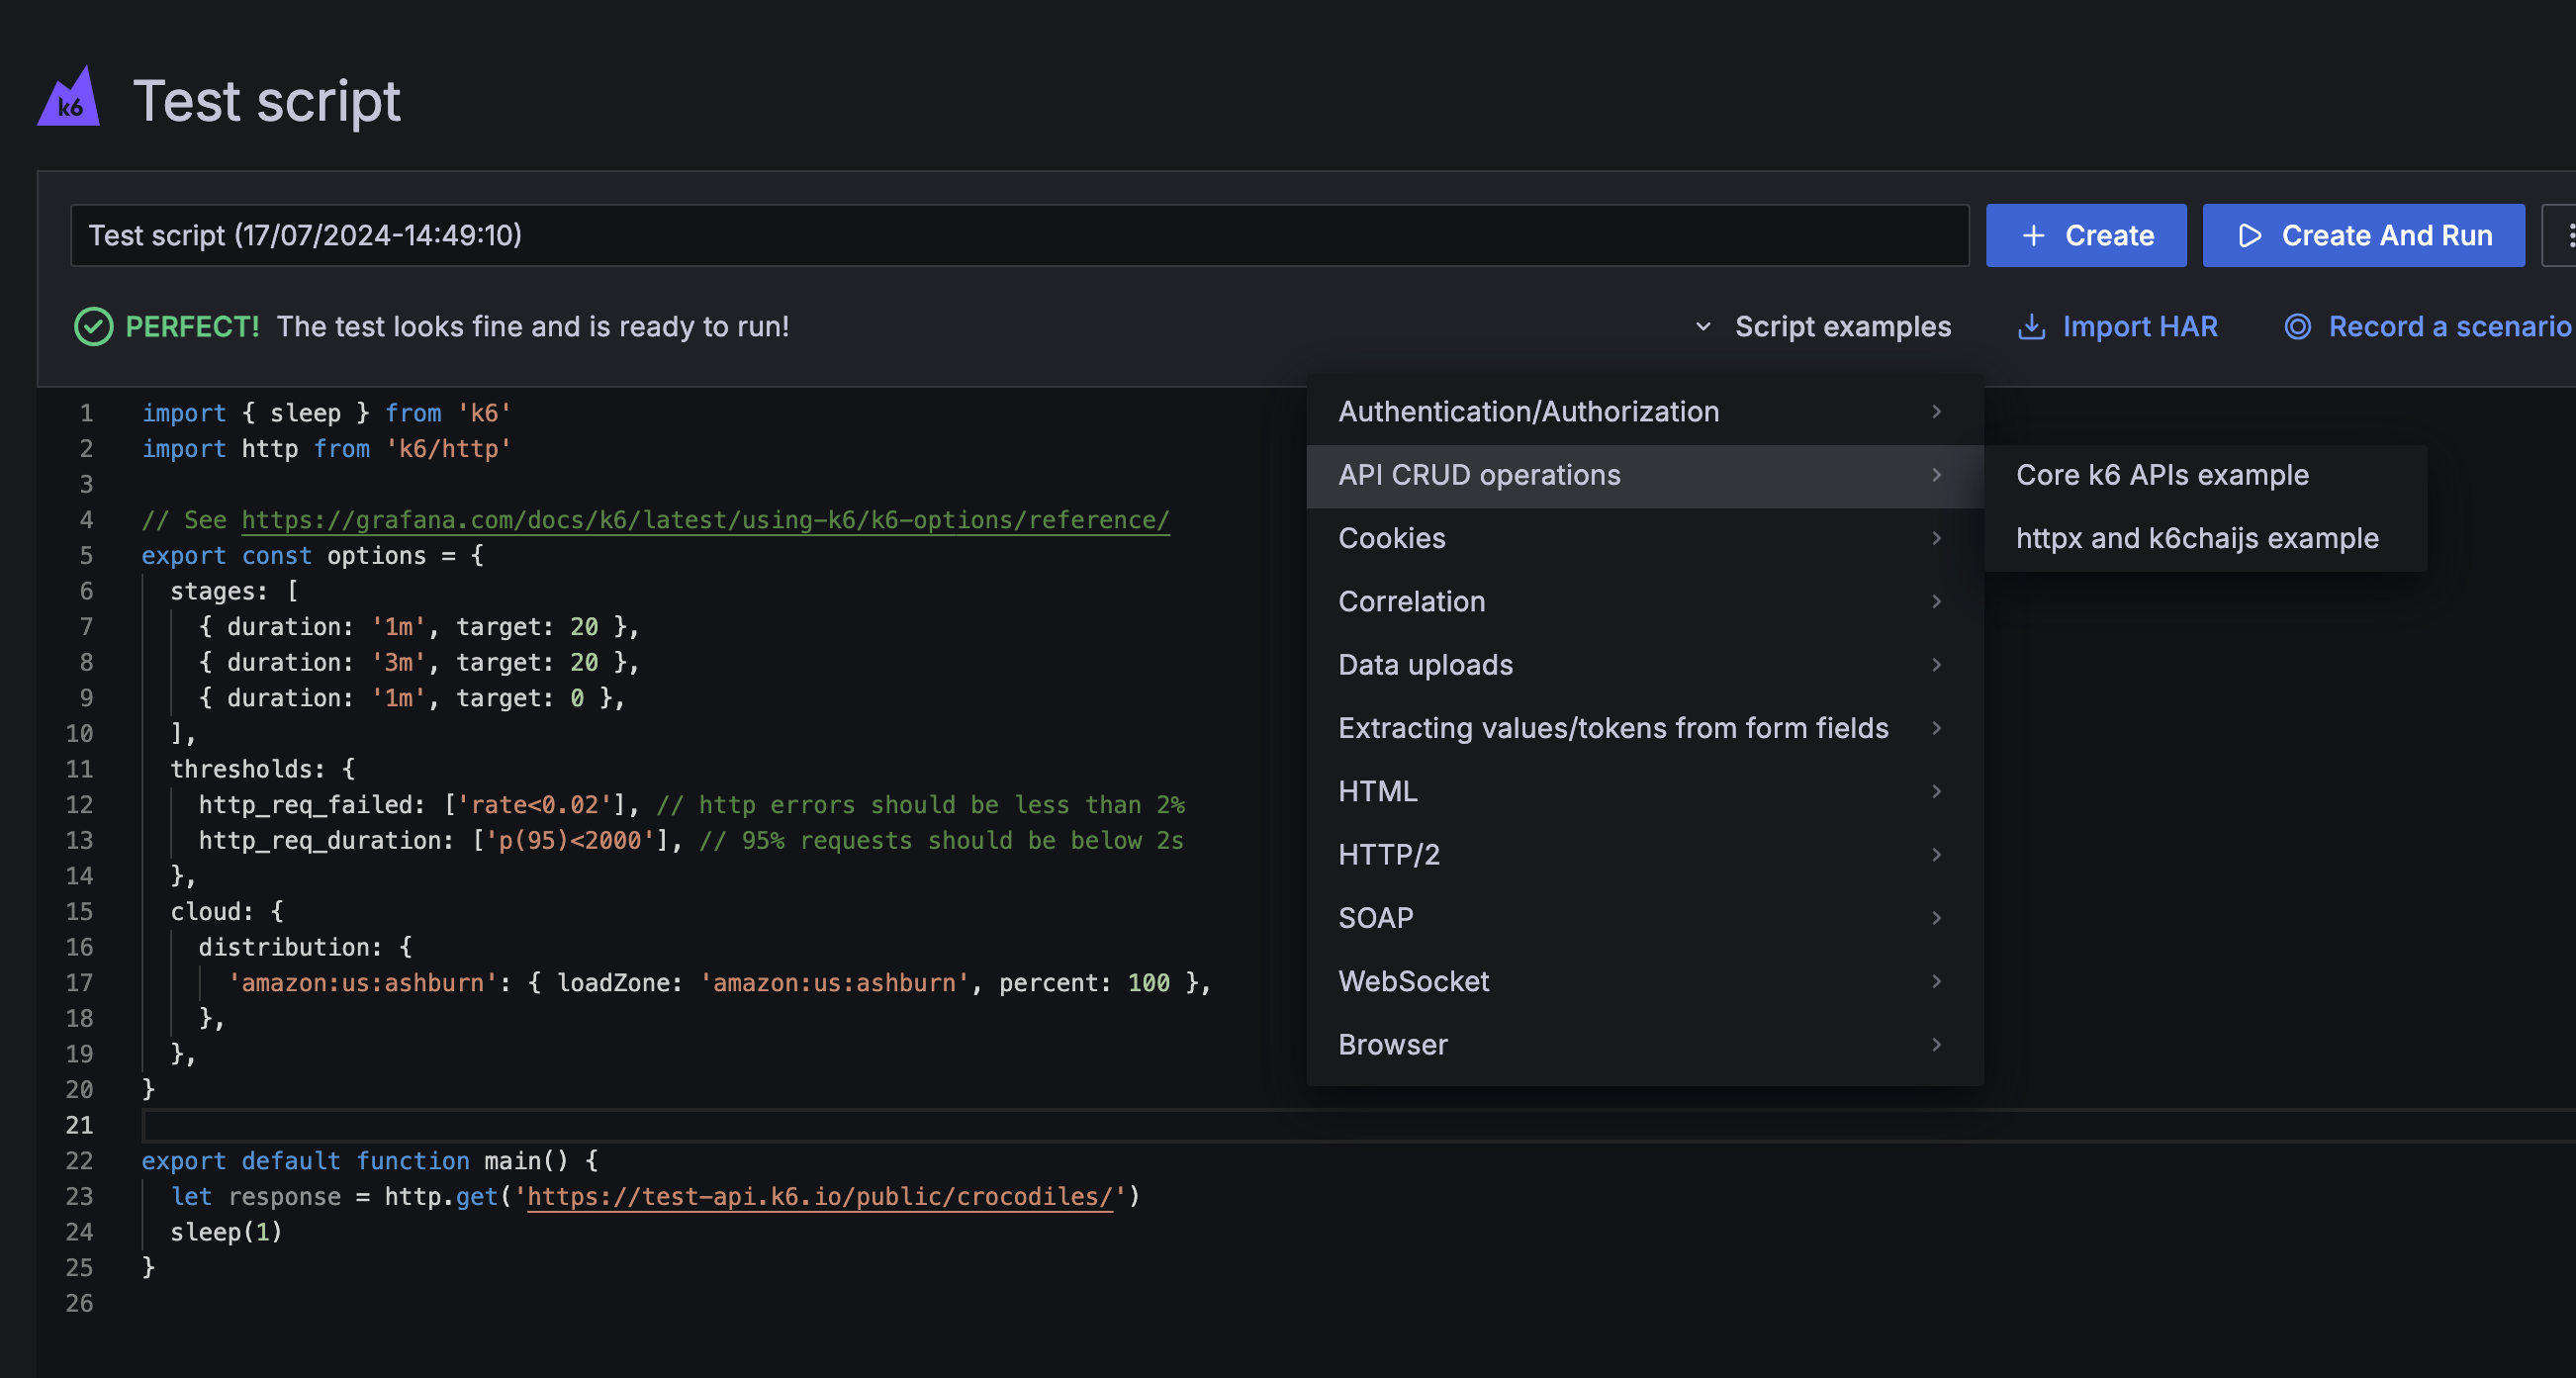 k6
Test script
Test script (17/07/2024-14:49:10)
Create
Create And Run
PERFECT! The test looks fine and is ready to run!
Script examples
Import HAR
Record a scenario
1 import { sleep } from 'k6'
2 import http from 'k6/http'
3
4 // See https://grafana.com/docs/k6/latest/using-k6/k6-options/reference/
5 export const options = {
6 stages: [
7 { duration: '1m', target: 20 },
8 { duration: '3m', target: 20 },
9 { duration: '1m', target: 0 },
10 ],
11 thresholds: {
12 http_req_failed: ['rate<0.02'], // http errors should be less than 2%
13 http_req_duration: ['p(95)<2000'], // 95% requests should be below 2s
14 },
15 cloud: {
16 distribution: {
17 'amazon:us:ashburn': { loadZone: 'amazon:us:ashburn', percent: 100 },
18 },
19 },
20 }
21
22 export default function main() {
23 let response = http.get('https://test-api.k6.io/public/crocodiles/')
24 sleep(1)
25 }
26
Authentication/Authorization
API CRUD operations
Cookies
Correlation
Data uploads
Extracting values/tokens from form fields
HTML
HTTP/2
SOAP
WebSocket
Browser
Core k6 APIs example
httpx and k6chaijs example